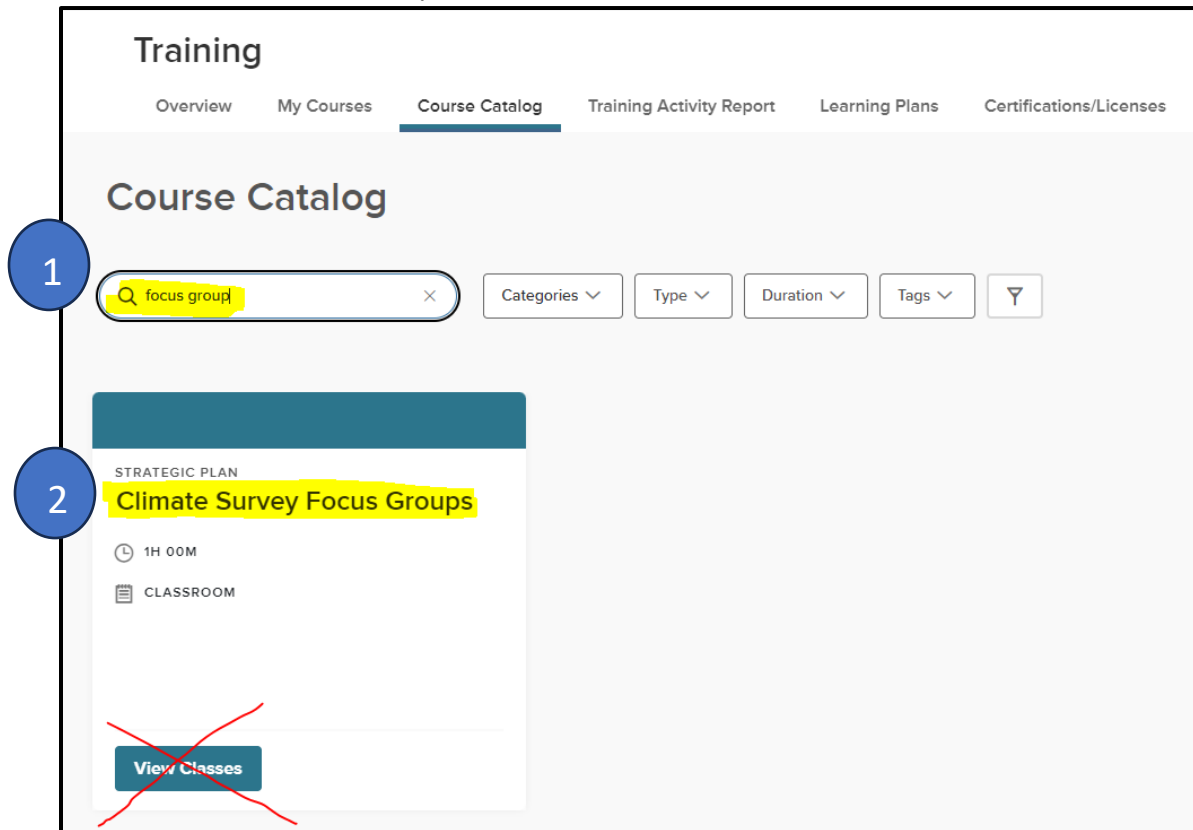 Training
Overview My Courses Course Catalog Training Activity Report Learning Plans Certifications/Licenses
Course Catalog
1
focus group
Categories Type Duration Tags
2
STRATEGIC PLAN
Climate Survey Focus Groups
1H 00M
CLASSROOM
View Classes